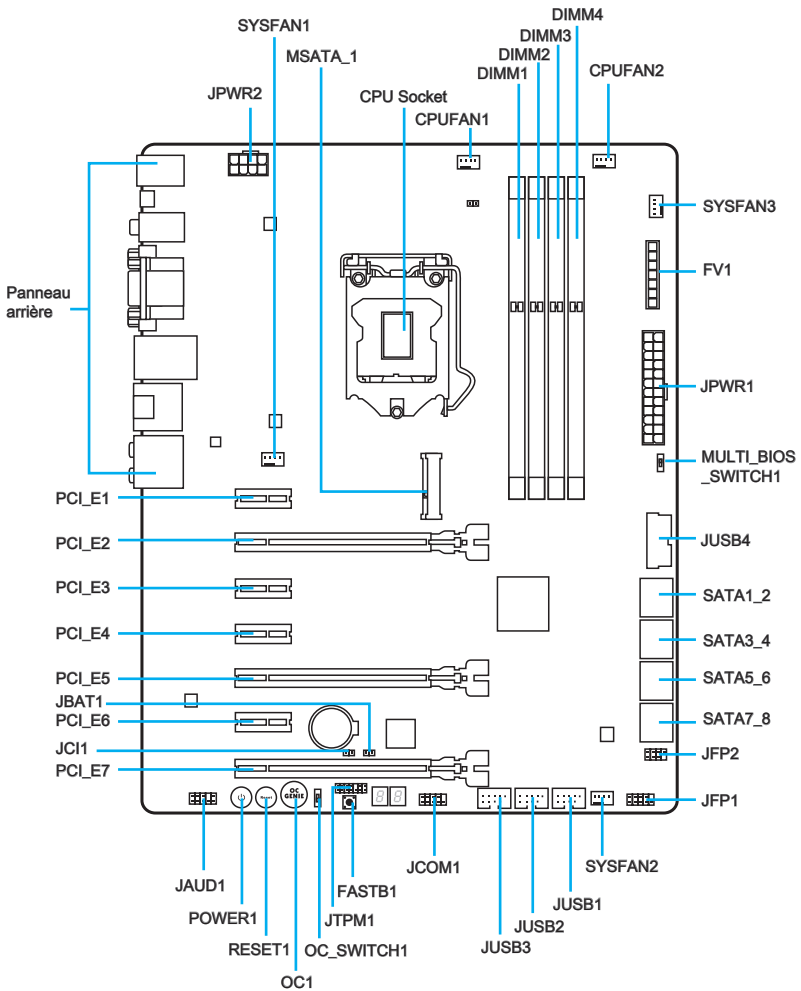 DIMM4
SYSFAN1
DIMM3
MSATA_1
DIMM2
DIMM1
CPUFAN2
JPWR2
CPU Socket
CPUFAN1
SYSFAN3
FV1
Panneau
arrière
JPWR1
MULTI_BIOS
_SWITCH1
PCI_E1
PCI_E2
JUSB4
PCI_E3
SATA1_2
PCI_E4
SATA3_4
PCI_E5
SATA5_6
JBAT1
PCI_E6
SATA7_8
JCI1
JFP2
PCI_E7
OC
GENIE
Reset
JFP1
SYSFAN2
JCOM1
JAUD1
FASTB1
JUSB1
POWER1
JTPM1
JUSB2
RESET1
OC_SWITCH1
JUSB3
OC1